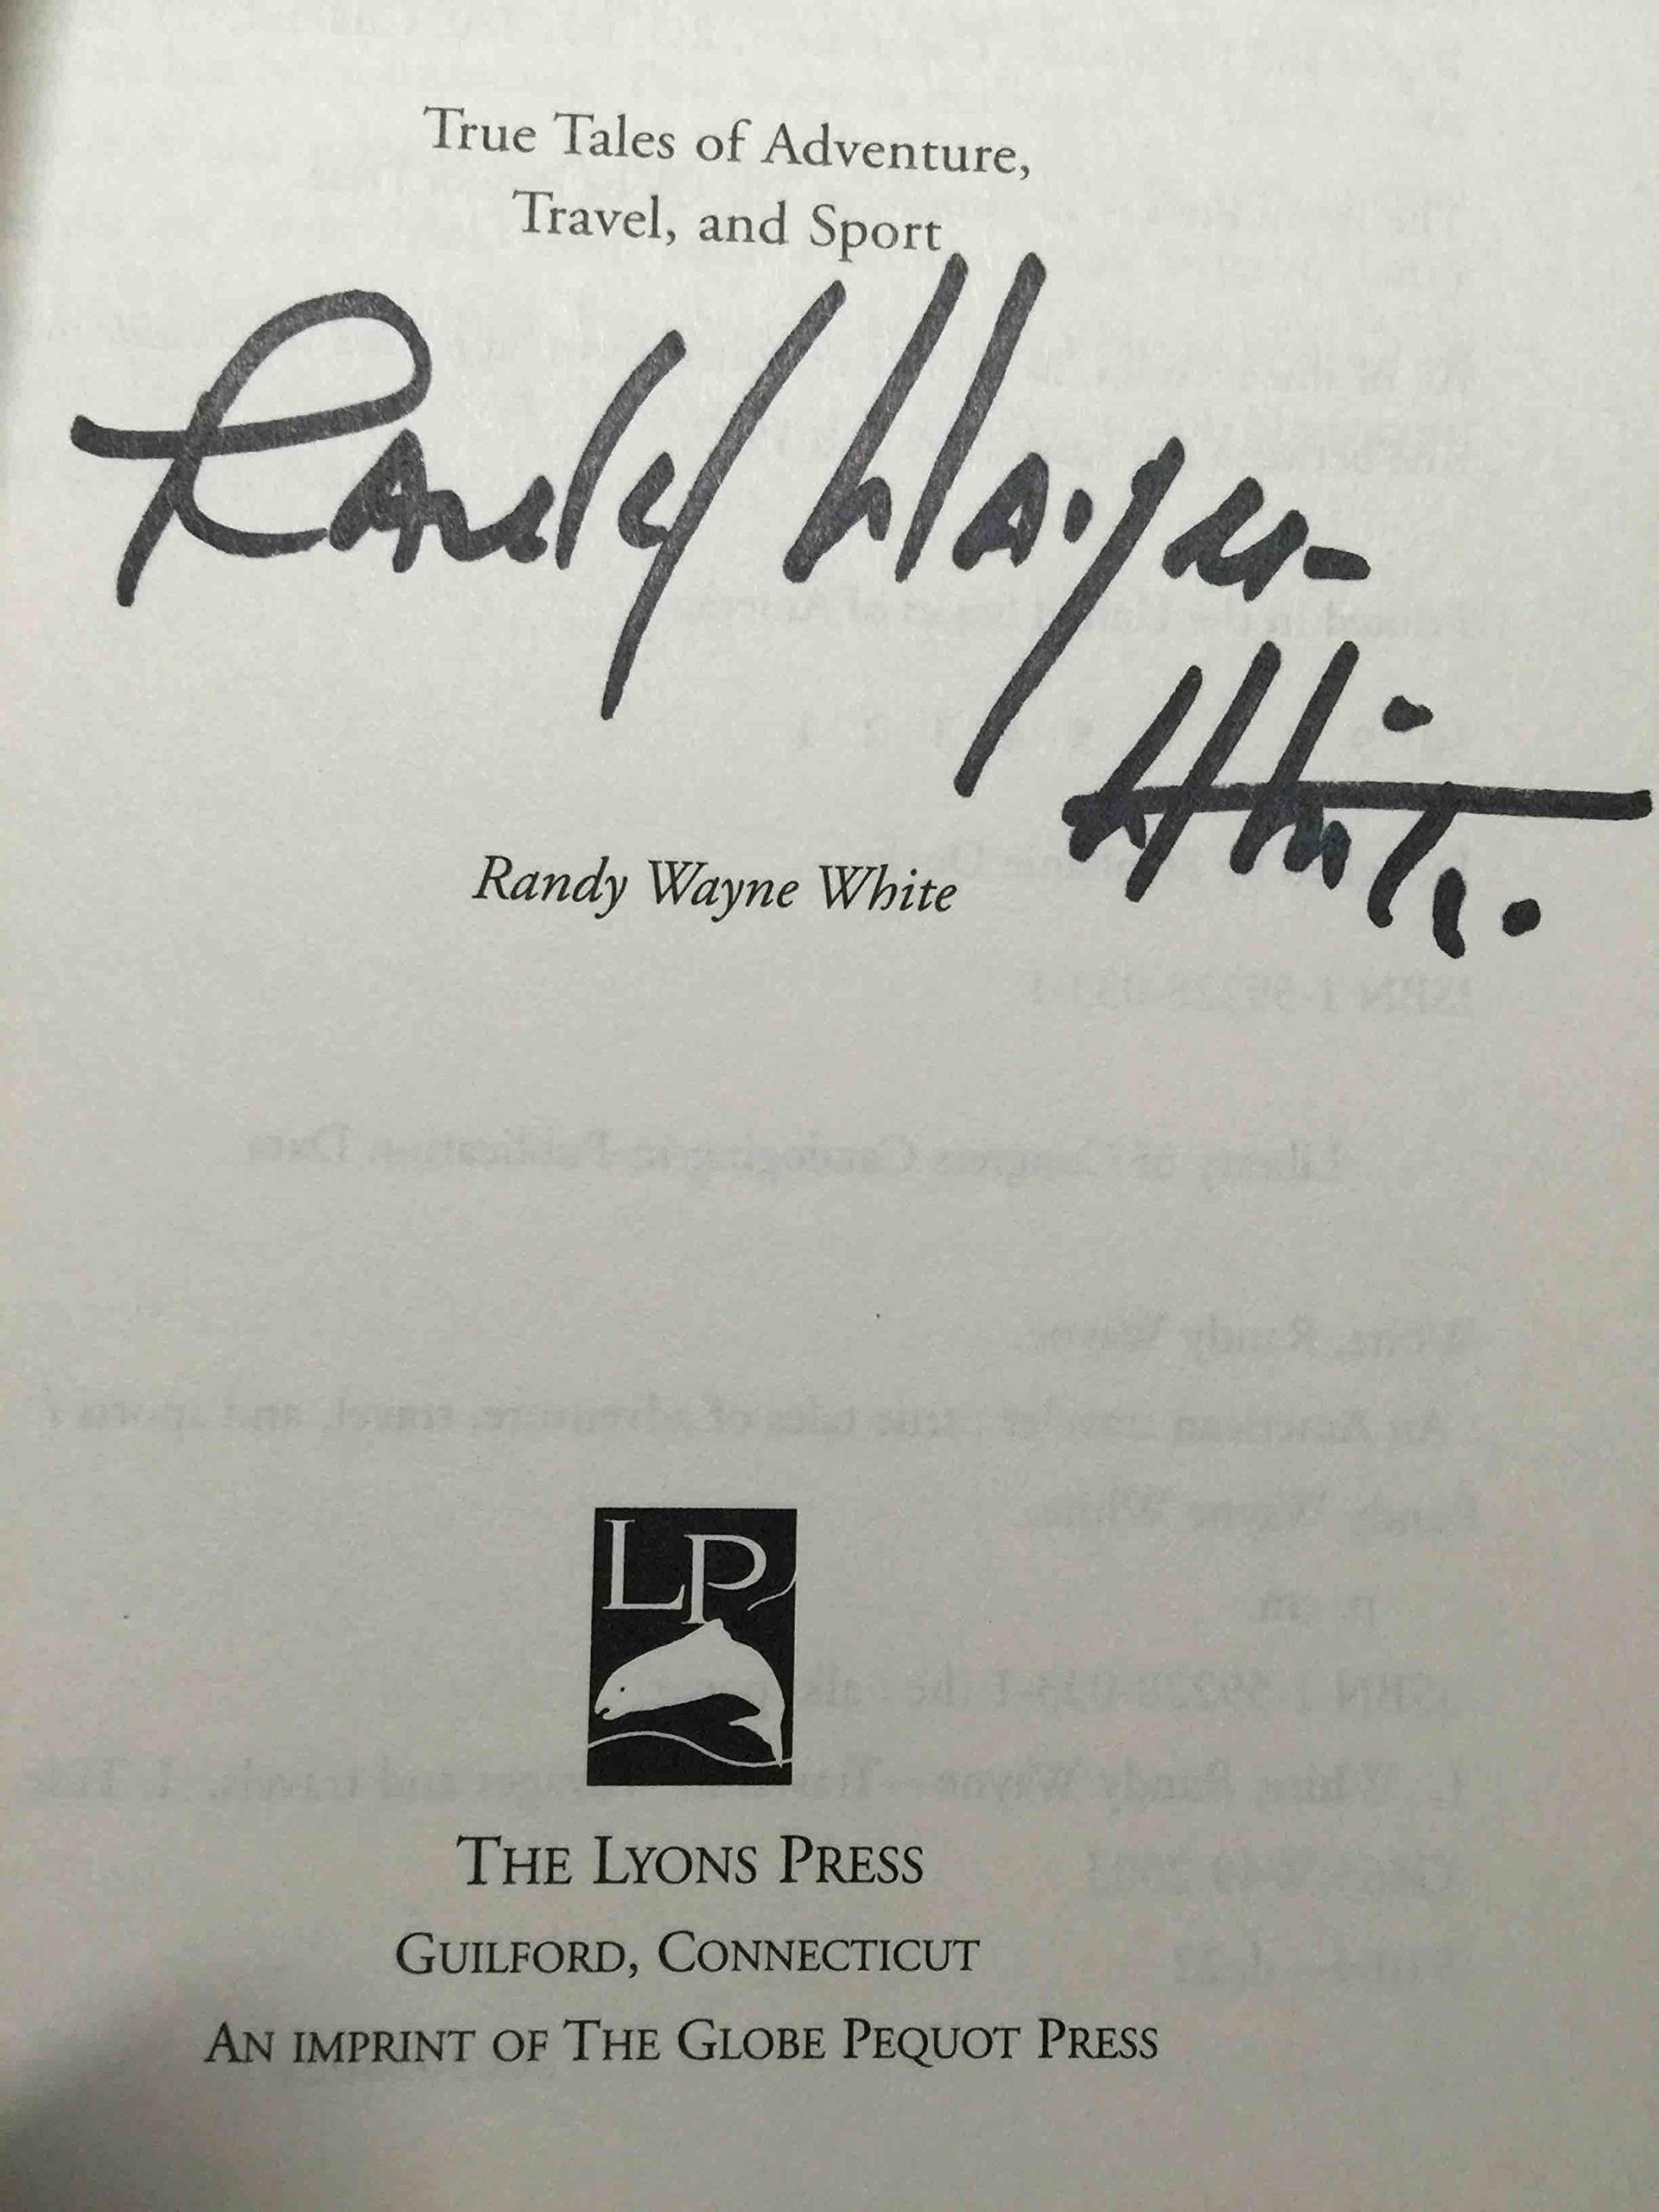 True Tales of Adventure,
Travel, and Sport
Randy Wayne
White
Randy Wayne White
LP
THE LYONS PRESS
GUILFORD, CONNECTICUT
AN IMPRINT OF THE GLOBE PEQUOT PRESS